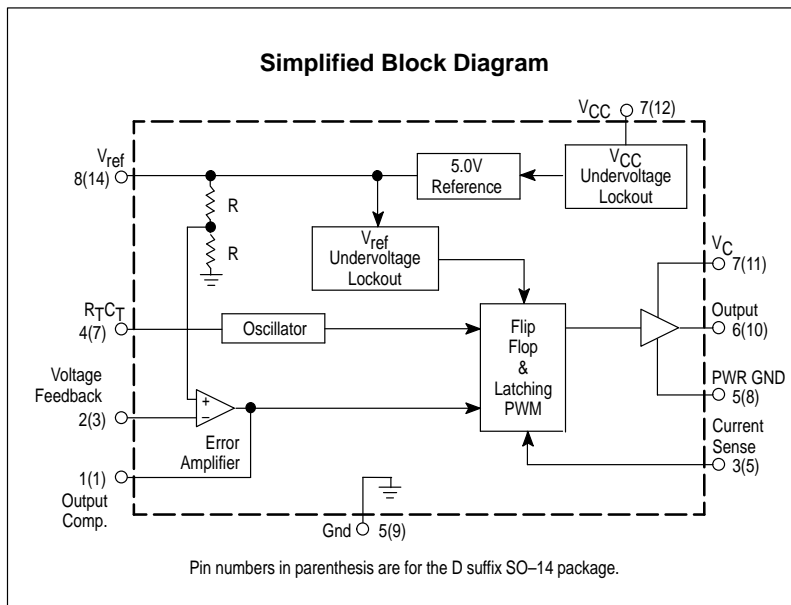 Simplified Block Diagram
VCC 7(12)
Vref
8(14)
R
R
5.0V
Reference
VCC
Undervoltage
Lockout
Vref
Undervoltage
Lockout
VC
7(11)
RTCT
4(7)
Oscillator
Flip
Flop
&
Latching
PWM
Output
6(10)
Voltage
Feedback
2(3)
+
–
Error
Amplifier
PWR GND
5(8)
Current
Sense
3(5)
1(1)
Output
Comp.
Gnd 5(9)
Pin numbers in parenthesis are for the D suffix SO–14 package.